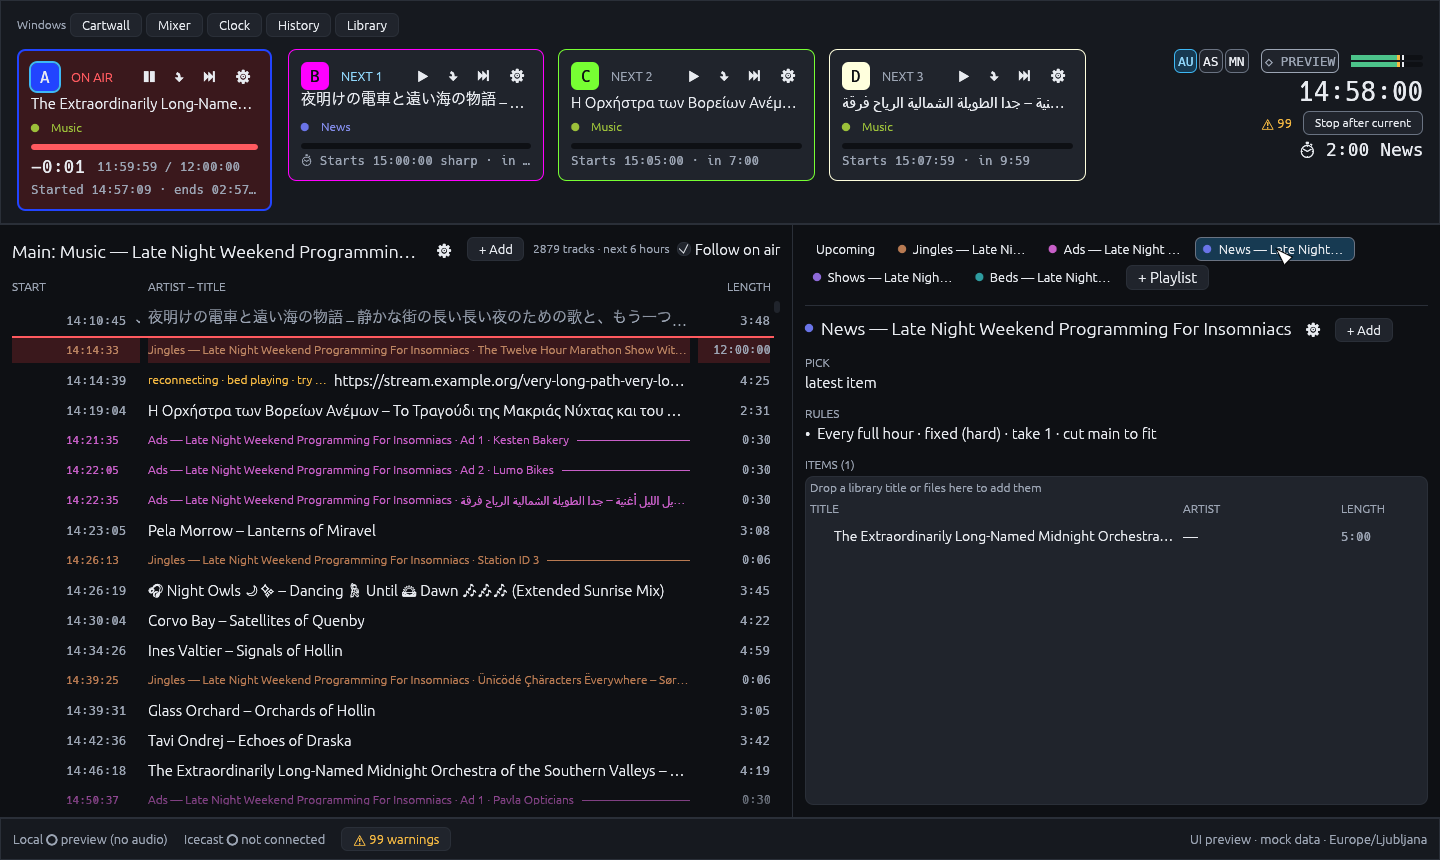 Windows Cartwall Mixer Clock History Library
A ON AIR
The Extraordinarily Long-Name…
Music
−0:01 11:59:59 / 12:00:00
Started 14:57:09 · ends 02:57…
B NEXT 1
夜明けの電車と遠い海の物語 – …
News
Starts 15:00:00 sharp · in …
C NEXT 2
Η Ορχήστρα των Βορείων Ανέμ…
Music
Starts 15:05:00 · in 7:00
D NEXT 3
…نية – جدا الطويلة الشمالية الرياح فرقة
Music
Starts 15:07:59 · in 9:59
AU AS MN ◇ PREVIEW
14:58:00
⚠ 99 Stop after current
2:00 News
Main: Music — Late Night Weekend Programmin… + Add 2879 tracks · next 6 hours Follow on air
START ARTIST – TITLE LENGTH
14:10:45 夜明けの電車と遠い海の物語 – 静かな街の長い長い夜のための歌と、もう一つ… 3:48
14:14:33 Jingles — Late Night Weekend Programming For Insomniacs · The Twelve Hour Marathon Show Wit… 12:00:00
14:14:39 reconnecting · bed playing · try … https://stream.example.org/very-long-path-very-lo… 4:25
14:19:04 Η Ορχήστρα των Βορείων Ανέμων – Το Τραγούδι της Μακριάς Νύχτας και του … 2:31
14:21:35 Ads — Late Night Weekend Programming For Insomniacs · Ad 1 · Kesten Bakery 0:30
14:22:05 Ads — Late Night Weekend Programming For Insomniacs · Ad 2 · Lumo Bikes 0:30
14:22:35 Ads — Late Night Weekend Programming For Insomniacs · …يل الليل أغنية – جدا الطويلة الشمالية الرياح فرقة 0:30
14:23:05 Pela Morrow – Lanterns of Miravel 3:08
14:26:13 Jingles — Late Night Weekend Programming For Insomniacs · Station ID 3 0:06
14:26:19 🎧 Night Owls 🌙✨ – Dancing 💃 Until 🌅 Dawn 🎶🎶🎶 (Extended Sunrise Mix) 3:45
14:30:04 Corvo Bay – Satellites of Quenby 4:22
14:34:26 Ines Valtier – Signals of Hollin 4:59
14:39:25 Jingles — Late Night Weekend Programming For Insomniacs · Ünïcödé Çhäracters Ëverywhere – Sør… 0:06
14:39:31 Glass Orchard – Orchards of Hollin 3:05
14:42:36 Tavi Ondrej – Echoes of Draska 3:42
14:46:18 The Extraordinarily Long-Named Midnight Orchestra of the Southern Valleys – … 4:19
14:50:37 Ads — Late Night Weekend Programming For Insomniacs · Ad 1 · Pavla Opticians 0:30
Upcoming Jingles — Late Ni… Ads — Late Night … News — Late Night…
Shows — Late Nigh… Beds — Late Night… + Playlist
News — Late Night Weekend Programming For Insomniacs + Add
PICK
latest item
RULES
• Every full hour · fixed (hard) · take 1 · cut main to fit
ITEMS (1)
Drop a library title or files here to add them
TITLE ARTIST LENGTH
The Extraordinarily Long-Named Midnight Orchestra… — 5:00
Local preview (no audio) Icecast not connected ⚠ 99 warnings UI preview · mock data · Europe/Ljubljana